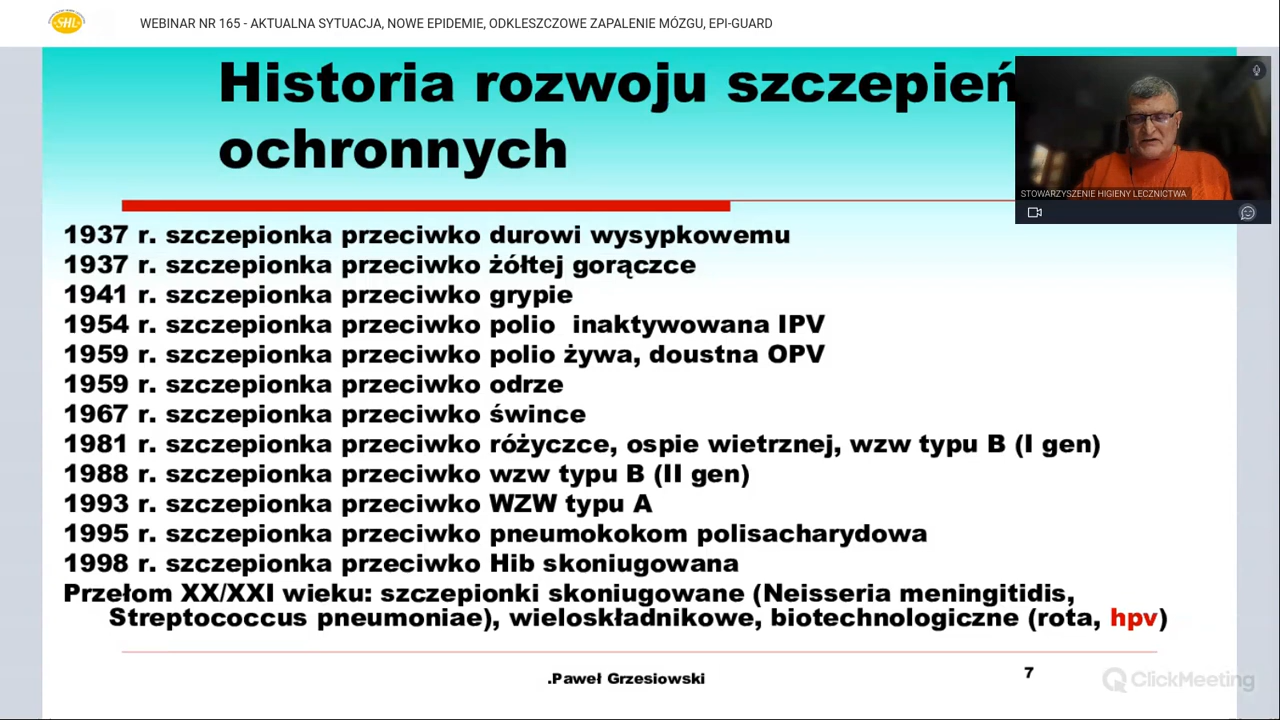 SHL
WEBINAR NR 165 - AKTUALNA SYTUACJA, NOWE EPIDEMIE, ODKLESZCZOWE ZAPALENIE MÓZGU, EPI-GUARD
Historia rozwoju szczepień
ochronnych
STOWARZYSZENIE HIGIENY LECZNICTWA
1937 r. szczepionka przeciwko durowi wysypkowemu
1937 r. szczepionka przeciwko żółtej gorączce
1941 r. szczepionka przeciwko grypie
1954 r. szczepionka przeciwko polio inaktywowana IPV
1959 r. szczepionka przeciwko polio żywa, doustna OPV
1959 r. szczepionka przeciwko odrze
1967 r. szczepionka przeciwko śwince
1981 r. szczepionka przeciwko różyczce, ospie wietrznej, wzw typu B (I gen)
1988 r. szczepionka przeciwko wzw typu B (II gen)
1993 r. szczepionka przeciwko WZW typu A
1995 r. szczepionka przeciwko pneumokokom polisacharydowa
1998 r. szczepionka przeciwko Hib skoniugowana
Przełom XX/XXI wieku: szczepionki skoniugowane (Neisseria meningitidis,
Streptococcus pneumoniae), wieloskładnikowe, biotechnologiczne (rota, hpv)
.Paweł Grzesiowski
7
ClickMeeting